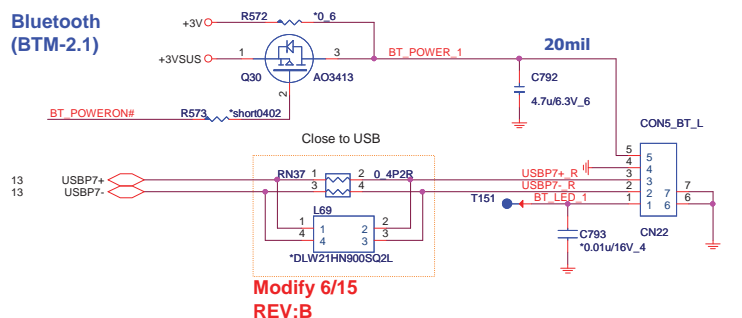 Bluetooth
(BTM-2.1)
+3V
R572
*0_6
+3VSUS
1
3
BT_POWER_1
20mil
Q30
AO3413
2
C792
4.7u/6.3V_6
BT_POWERON#
R573
*short0402
Close to USB
CON5_BT_L
13
USBP7+
RN37
1
2
0_4P2R
USBP7+_R
13
USBP7-
3
4
USBP7-_R
T151
BT_LED_1
5
4
3
2
1
5
4
3
2
1
7
6
7
6
CN22
L69
1
4
1
4
2
3
2
3
*DLW21HN900SQ2L
C793
*0.01u/16V_4
Modify 6/15
REV:B